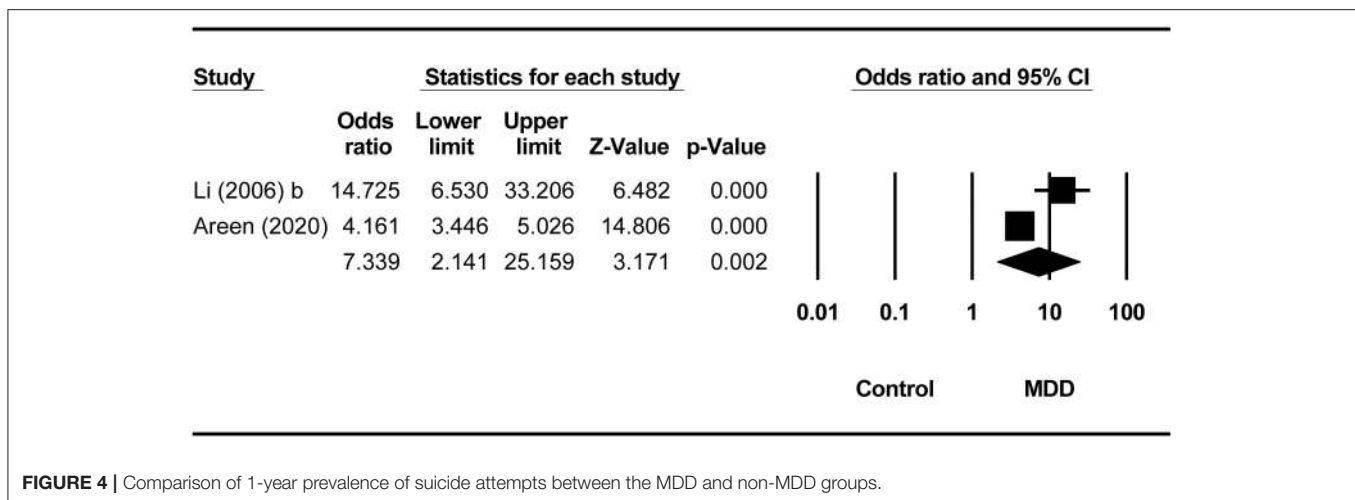 Study Statistics for each study Odds ratio and 95% CI
Odds Lower Upper
ratio limit limit Z-Value p-Value
Li (2006) b 14.725 6.530 33.206 6.482 0.000
Areen (2020) 4.161 3.446 5.026 14.806 0.000
7.339 2.141 25.159 3.171 0.002
0.01 0.1 1 10 100
Control MDD
FIGURE 4 | Comparison of 1-year prevalence of suicide attempts between the MDD and non-MDD groups.